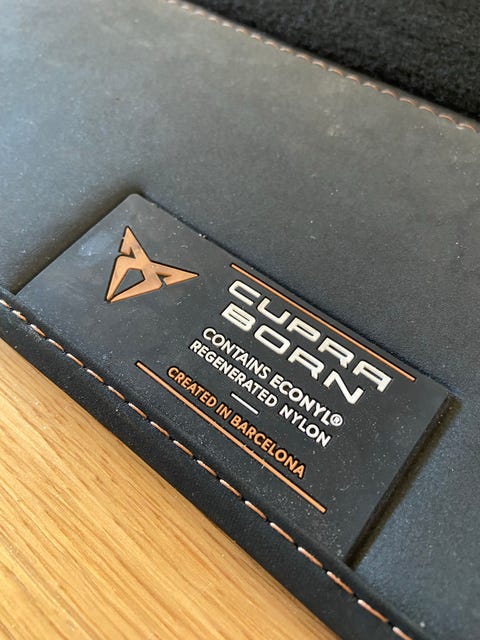 CUPRA
BORN
CONTAINS ECONYL®
REGENERATED NYLON
CREATED IN BARCELONA